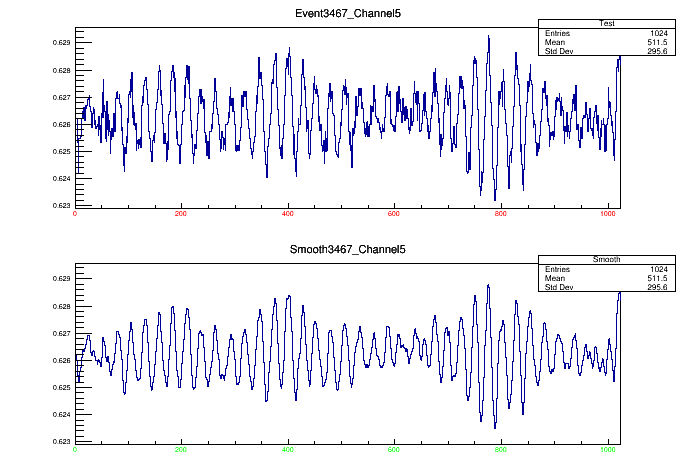 Event3467_Channel5
Test
Entries 1024
Mean 511.5
Std Dev 295.6
0.629
0.628
0.627
0.626
0.625
0.624
0.623
0 200 400 600 800 1000
Smooth3467_Channel5
Smooth
Entries 1024
Mean 511.5
Std Dev 295.6
0.629
0.628
0.627
0.626
0.625
0.624
0.623
0 200 400 600 800 1000